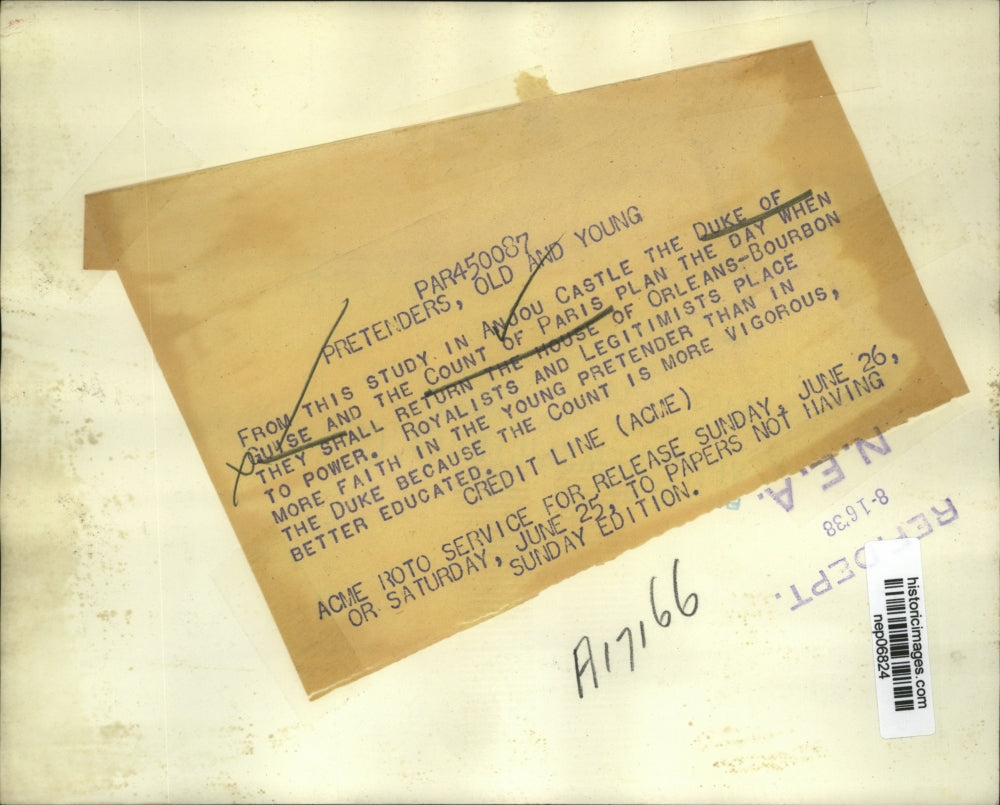 PAR450087
PRETENDERS, OLD AND YOUNG
FROM THIS STUDY IN ANJOU CASTLE THE DUKE OF
GUISE AND THE COUNT OF PARIS PLAN THE DAY WHEN
THEY SHALL RETURN THE HOUSE OF ORLEANS-BOURBON
TO POWER. ROYALISTS AND LEGITIMISTS PLACE
MORE FAITH IN THE YOUNG PRETENDER THAN IN
THE DUKE BECAUSE THE COUNT IS MORE VIGOROUS,
BETTER EDUCATED.
CREDIT LINE (ACME)
ACME ROTO SERVICE FOR RELEASE SUNDAY, JUNE 26,
OR SATURDAY, JUNE 25, TO PAPERS NOT HAVING
SUNDAY EDITION.
N.E.A.
8-1638
REF. DEPT.
A17166
historicimages.com
nep06824